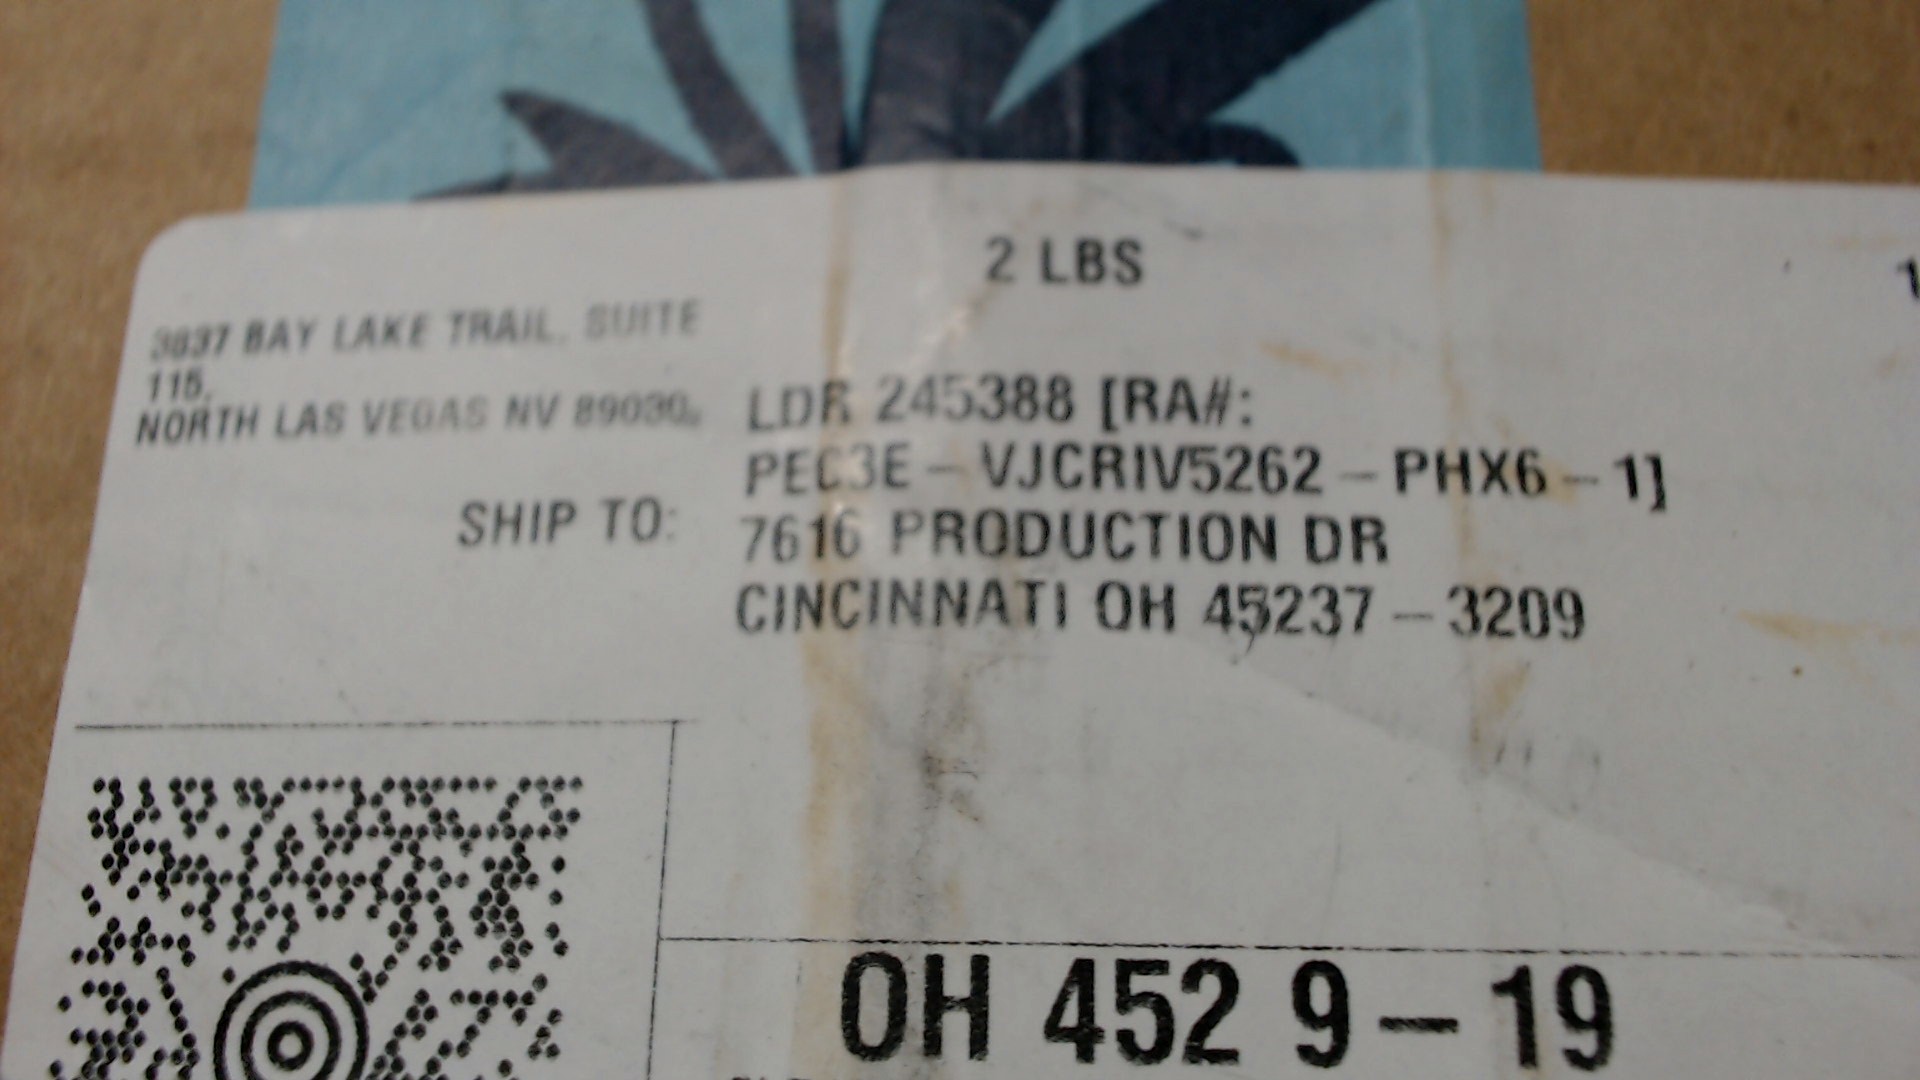 2 LBS
3837 BAY LAKE TRAIL, SUITE
115,
NORTH LAS VEGAS NV 89030,
LDR 245388 [RA#:
PEC3E - VJCRIV5262 - PHX6 - 1]
SHIP TO: 7616 PRODUCTION DR
CINCINNATI OH 45237 - 3209
OH 452 9 - 19